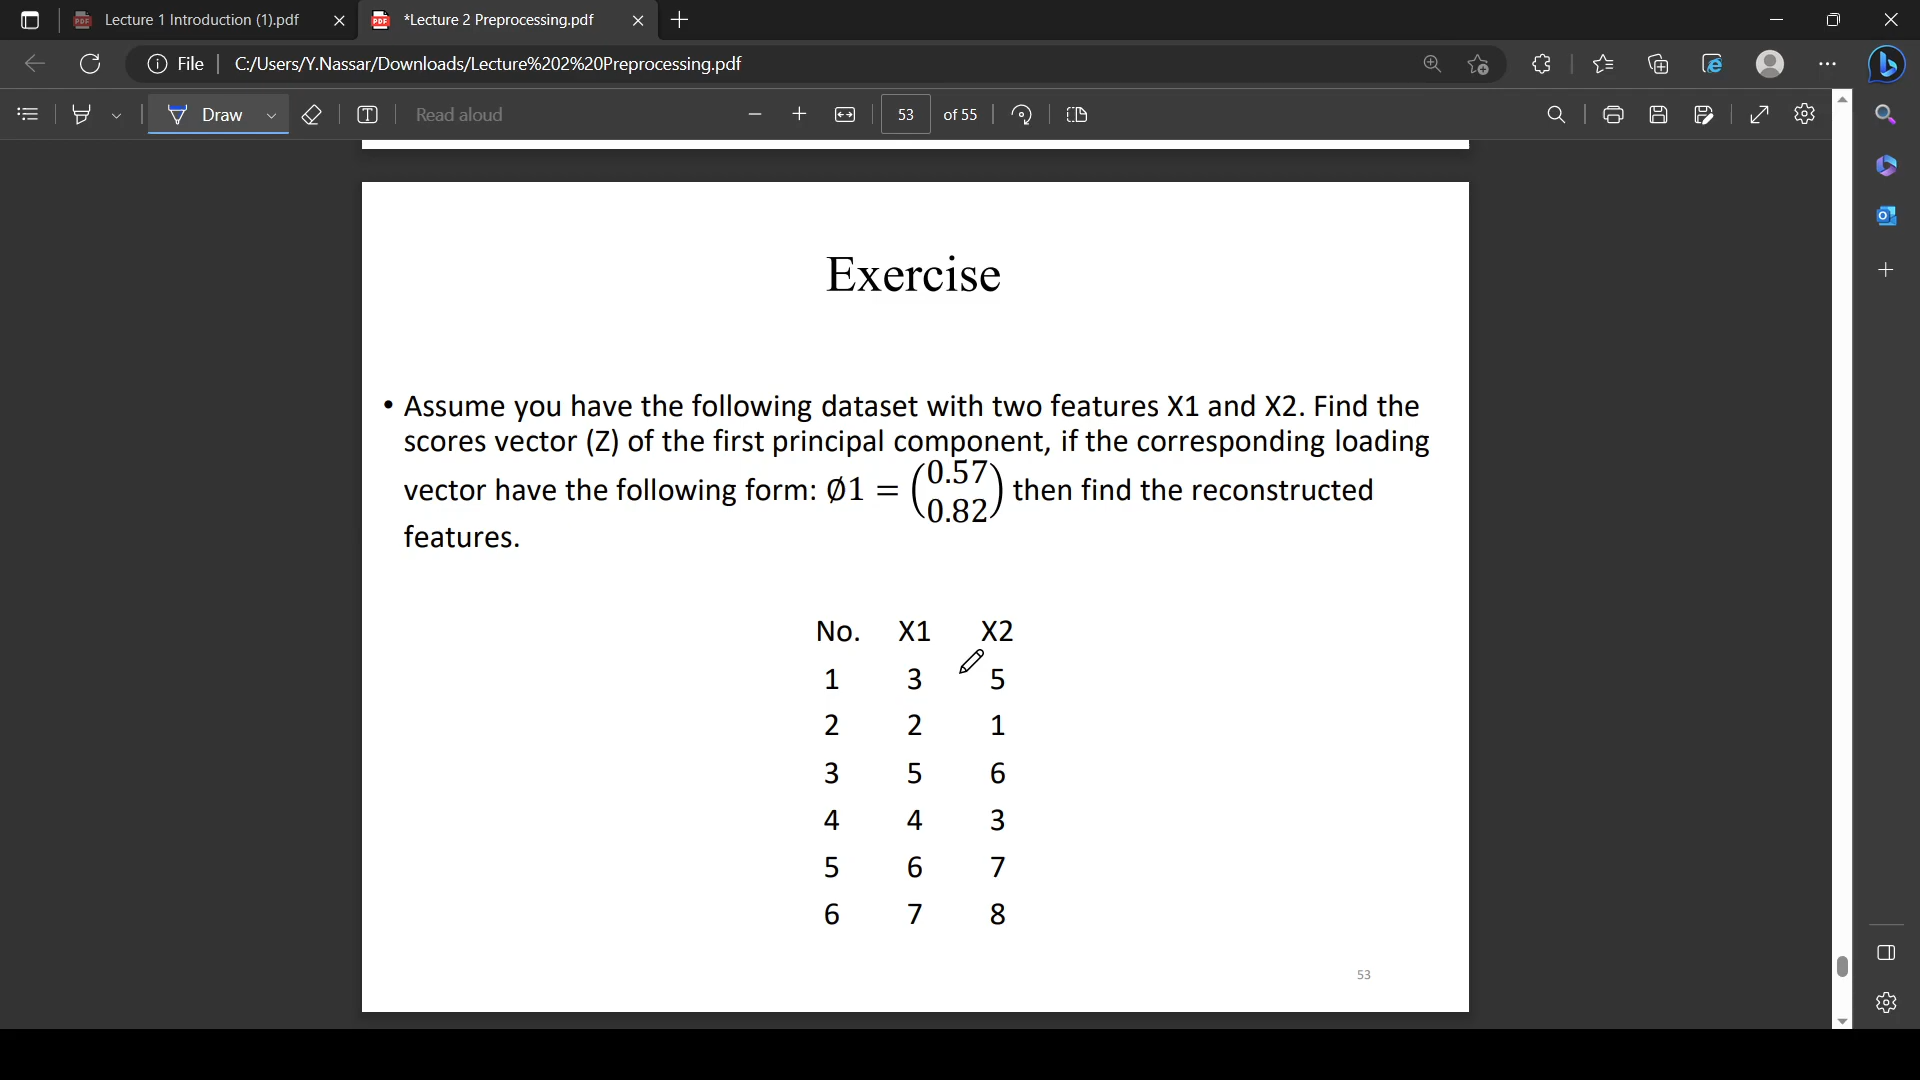 Lecture 1 Introduction (1).pdf
*Lecture 2 Preprocessing.pdf
File
C:/Users/Y.Nassar/Downloads/Lecture%202%20Preprocessing.pdf
Draw
Read aloud
53 of 55
Exercise
• Assume you have the following dataset with two features X1 and X2. Find the
scores vector (Z) of the first principal component, if the corresponding loading
vector have the following form: ∅1 = (0.57 0.82) then find the reconstructed
features.
No. X1 X2
1 3 5
2 2 1
3 5 6
4 4 3
5 6 7
6 7 8
53